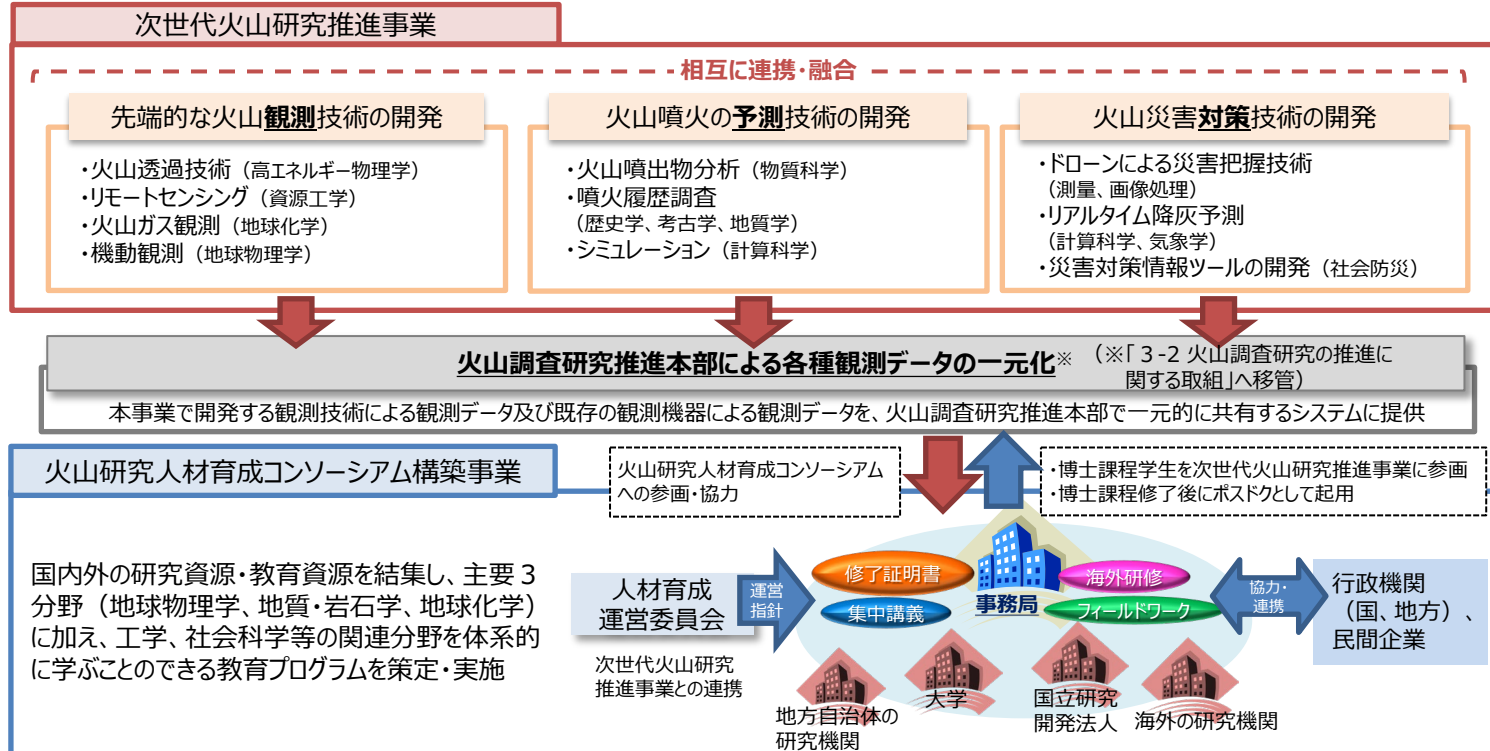 次世代火山研究推進事業
相互に連携・融合
先端的な火山観測技術の開発
・火山透過技術（高エネルギー物理学）
・リモートセンシング（資源工学）
・火山ガス観測（地球化学）
・機動観測（地球物理学）
火山噴火の予測技術の開発
・火山噴出物分析（物質科学）
・噴火履歴調査
（歴史学、考古学、地質学）
・シミュレーション（計算科学）
火山災害対策技術の開発
・ドローンによる災害把握技術
（測量、画像処理）
・リアルタイム降灰予測
（計算科学、気象学）
・災害対策情報ツールの開発（社会防災）
火山調査研究推進本部による各種観測データの一元化※
（※「３-２ 火山調査研究の推進に
関する取組」へ移管）
本事業で開発する観測技術による観測データ及び既存の観測機器による観測データを、火山調査研究推進本部で一元的に共有するシステムに提供
火山研究人材育成コンソーシアム構築事業
火山研究人材育成コンソーシアム
への参画・協力
・博士課程学生を次世代火山研究推進事業に参画
・博士課程修了後にポスドクとして起用
国内外の研究資源・教育資源を結集し、主要３
分野（地球物理学、地質・岩石学、地球化学）
に加え、工学、社会科学等の関連分野を体系的
に学ぶことのできる教育プログラムを策定・実施
人材育成
運営委員会
次世代火山研究
推進事業との連携
運営
指針
修了証明書
集中講義
事務局
海外研修
フィールドワーク
協力・
連携
行政機関
（国、地方）、
民間企業
地方自治体の
研究機関
大学
国立研究
開発法人
海外の研究機関